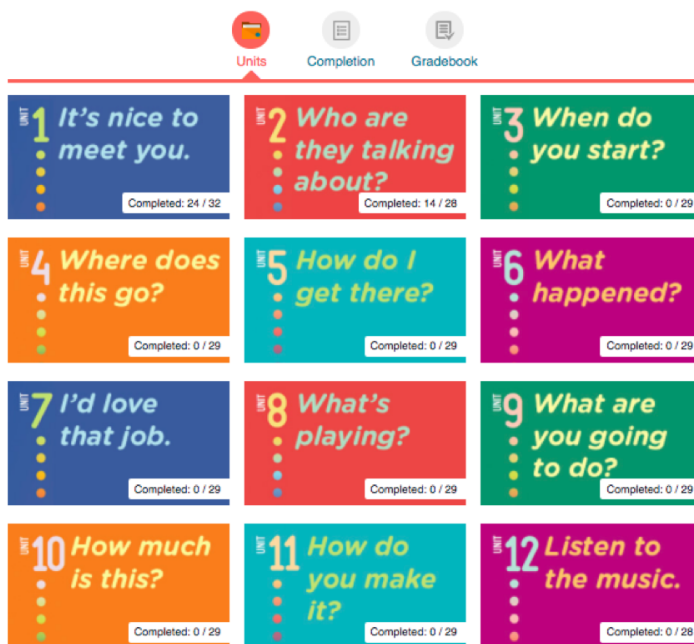 Units
Completion
Gradebook
UNIT 1 It's nice to
meet you.
Completed: 24 / 32
UNIT 2 Who are
they talking
about?
Completed: 14 / 28
UNIT 3 When do
you start?
Completed: 0 / 29
UNIT 4 Where does
this go?
Completed: 0 / 29
UNIT 5 How do I
get there?
Completed: 0 / 29
UNIT 6 What
happened?
Completed: 0 / 29
UNIT 7 I'd love
that job.
Completed: 0 / 29
UNIT 8 What's
playing?
Completed: 0 / 29
UNIT 9 What are
you going
to do?
Completed: 0 / 29
UNIT 10 How much
is this?
Completed: 0 / 29
UNIT 11 How do
you make
it?
Completed: 0 / 29
UNIT 12 Listen to
the music.
Completed: 0 / 28